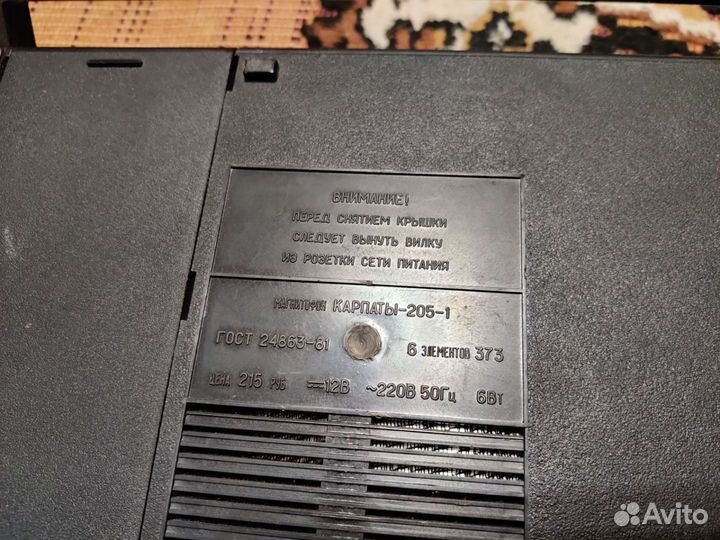 ВНИМАНИЕ!
ПЕРЕД СНЯТИЕМ КРЫШКИ
СЛЕДУЕТ ВЫНУТЬ ВИЛКУ
ИЗ РОЗЕТКИ СЕТИ ПИТАНИЯ
МАГНИТОФОН КАРПАТЫ-205-1
ГОСТ 24863-81 6 ЭЛЕМЕНТОВ 373
ЦЕНА 215 РУБ ⎓12В ~220В 50Гц 6Вт
Avito